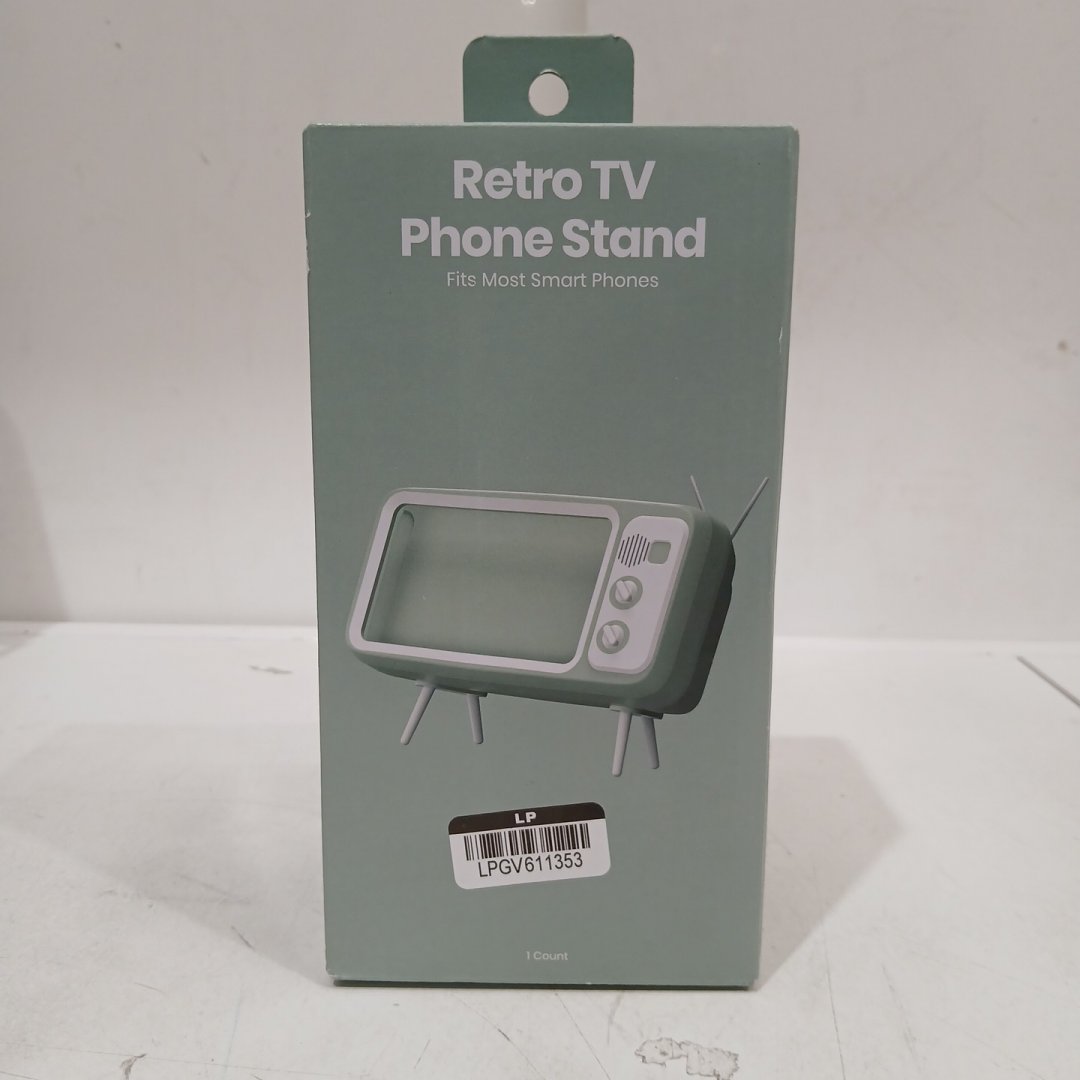 Retro TV
Phone Stand
Fits Most Smart Phones
LP
LPGV611353
1 Count